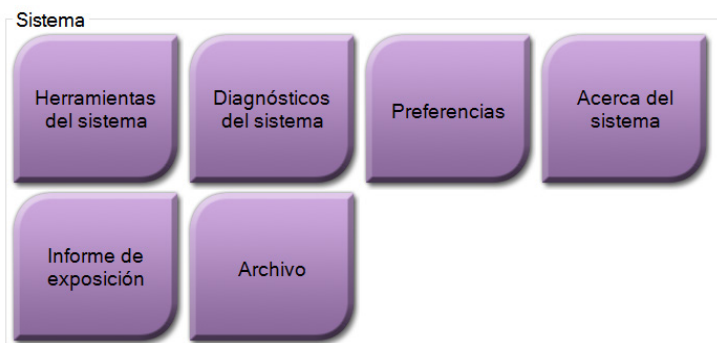 Sistema
Herramientas
del sistema
Diagnósticos
del sistema
Preferencias
Acerca del
sistema
Informe de
exposición
Archivo